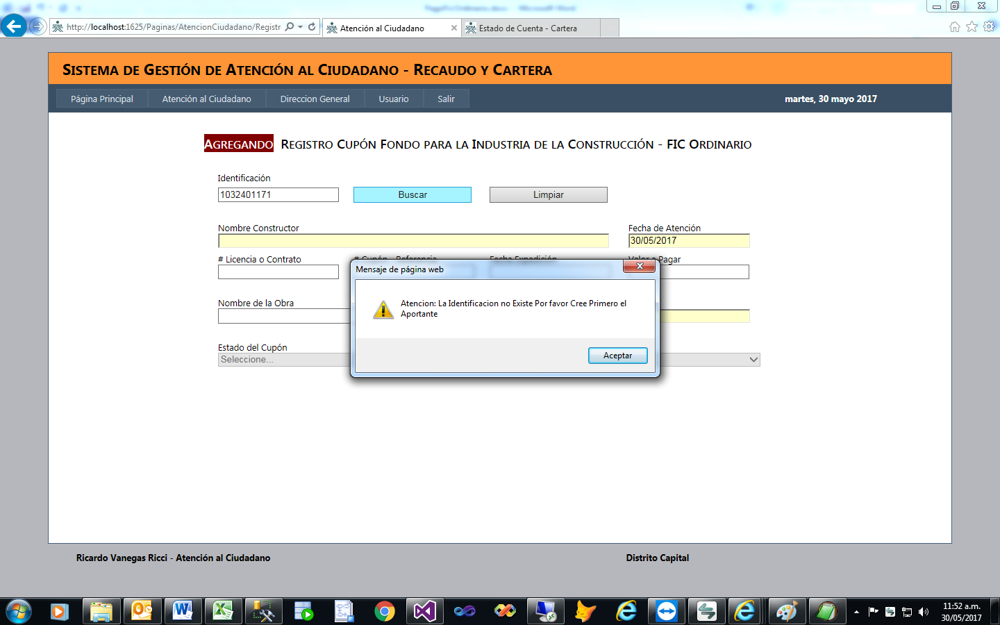 http://localhost:1625/Paginas/AtencionCiudadano/Registr
Atención al Ciudadano
Estado de Cuenta - Cartera
SISTEMA DE GESTIÓN DE ATENCIÓN AL CIUDADANO - RECAUDO Y CARTERA
Página Principal
Atención al Ciudadano
Direccion General
Usuario
Salir
martes, 30 mayo 2017
AGREGANDO REGISTRO CUPÓN FONDO PARA LA INDUSTRIA DE LA CONSTRUCCIÓN - FIC ORDINARIO
Identificación
1032401171
Buscar
Limpiar
Nombre Constructor
Fecha de Atención
30/05/2017
# Licencia o Contrato
# Cupón - Referencia
Fecha Expedición
Valor a Pagar
Mensaje de página web
Atencion: La Identificacion no Existe Por favor Cree Primero el
Aportante
Aceptar
Nombre de la Obra
Estado del Cupón
Seleccione...
Ricardo Vanegas Ricci - Atención al Ciudadano
Distrito Capital
11:52 a.m.
30/05/2017